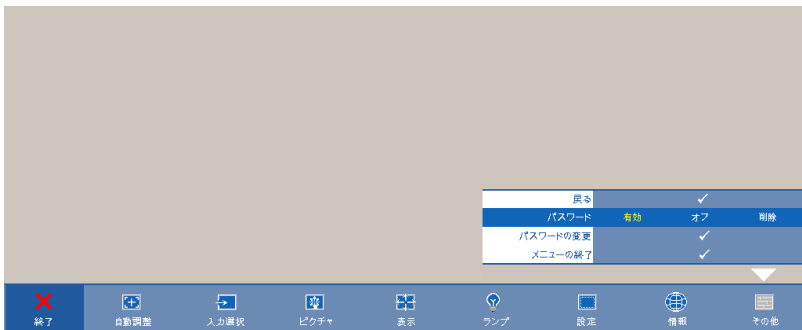 戻る
パスワード 有効 オフ 削除
パスワードの変更
メニューの終了
終了 自動調整 入力選択 ピクチャ 表示 ランプ 設定 情報 その他